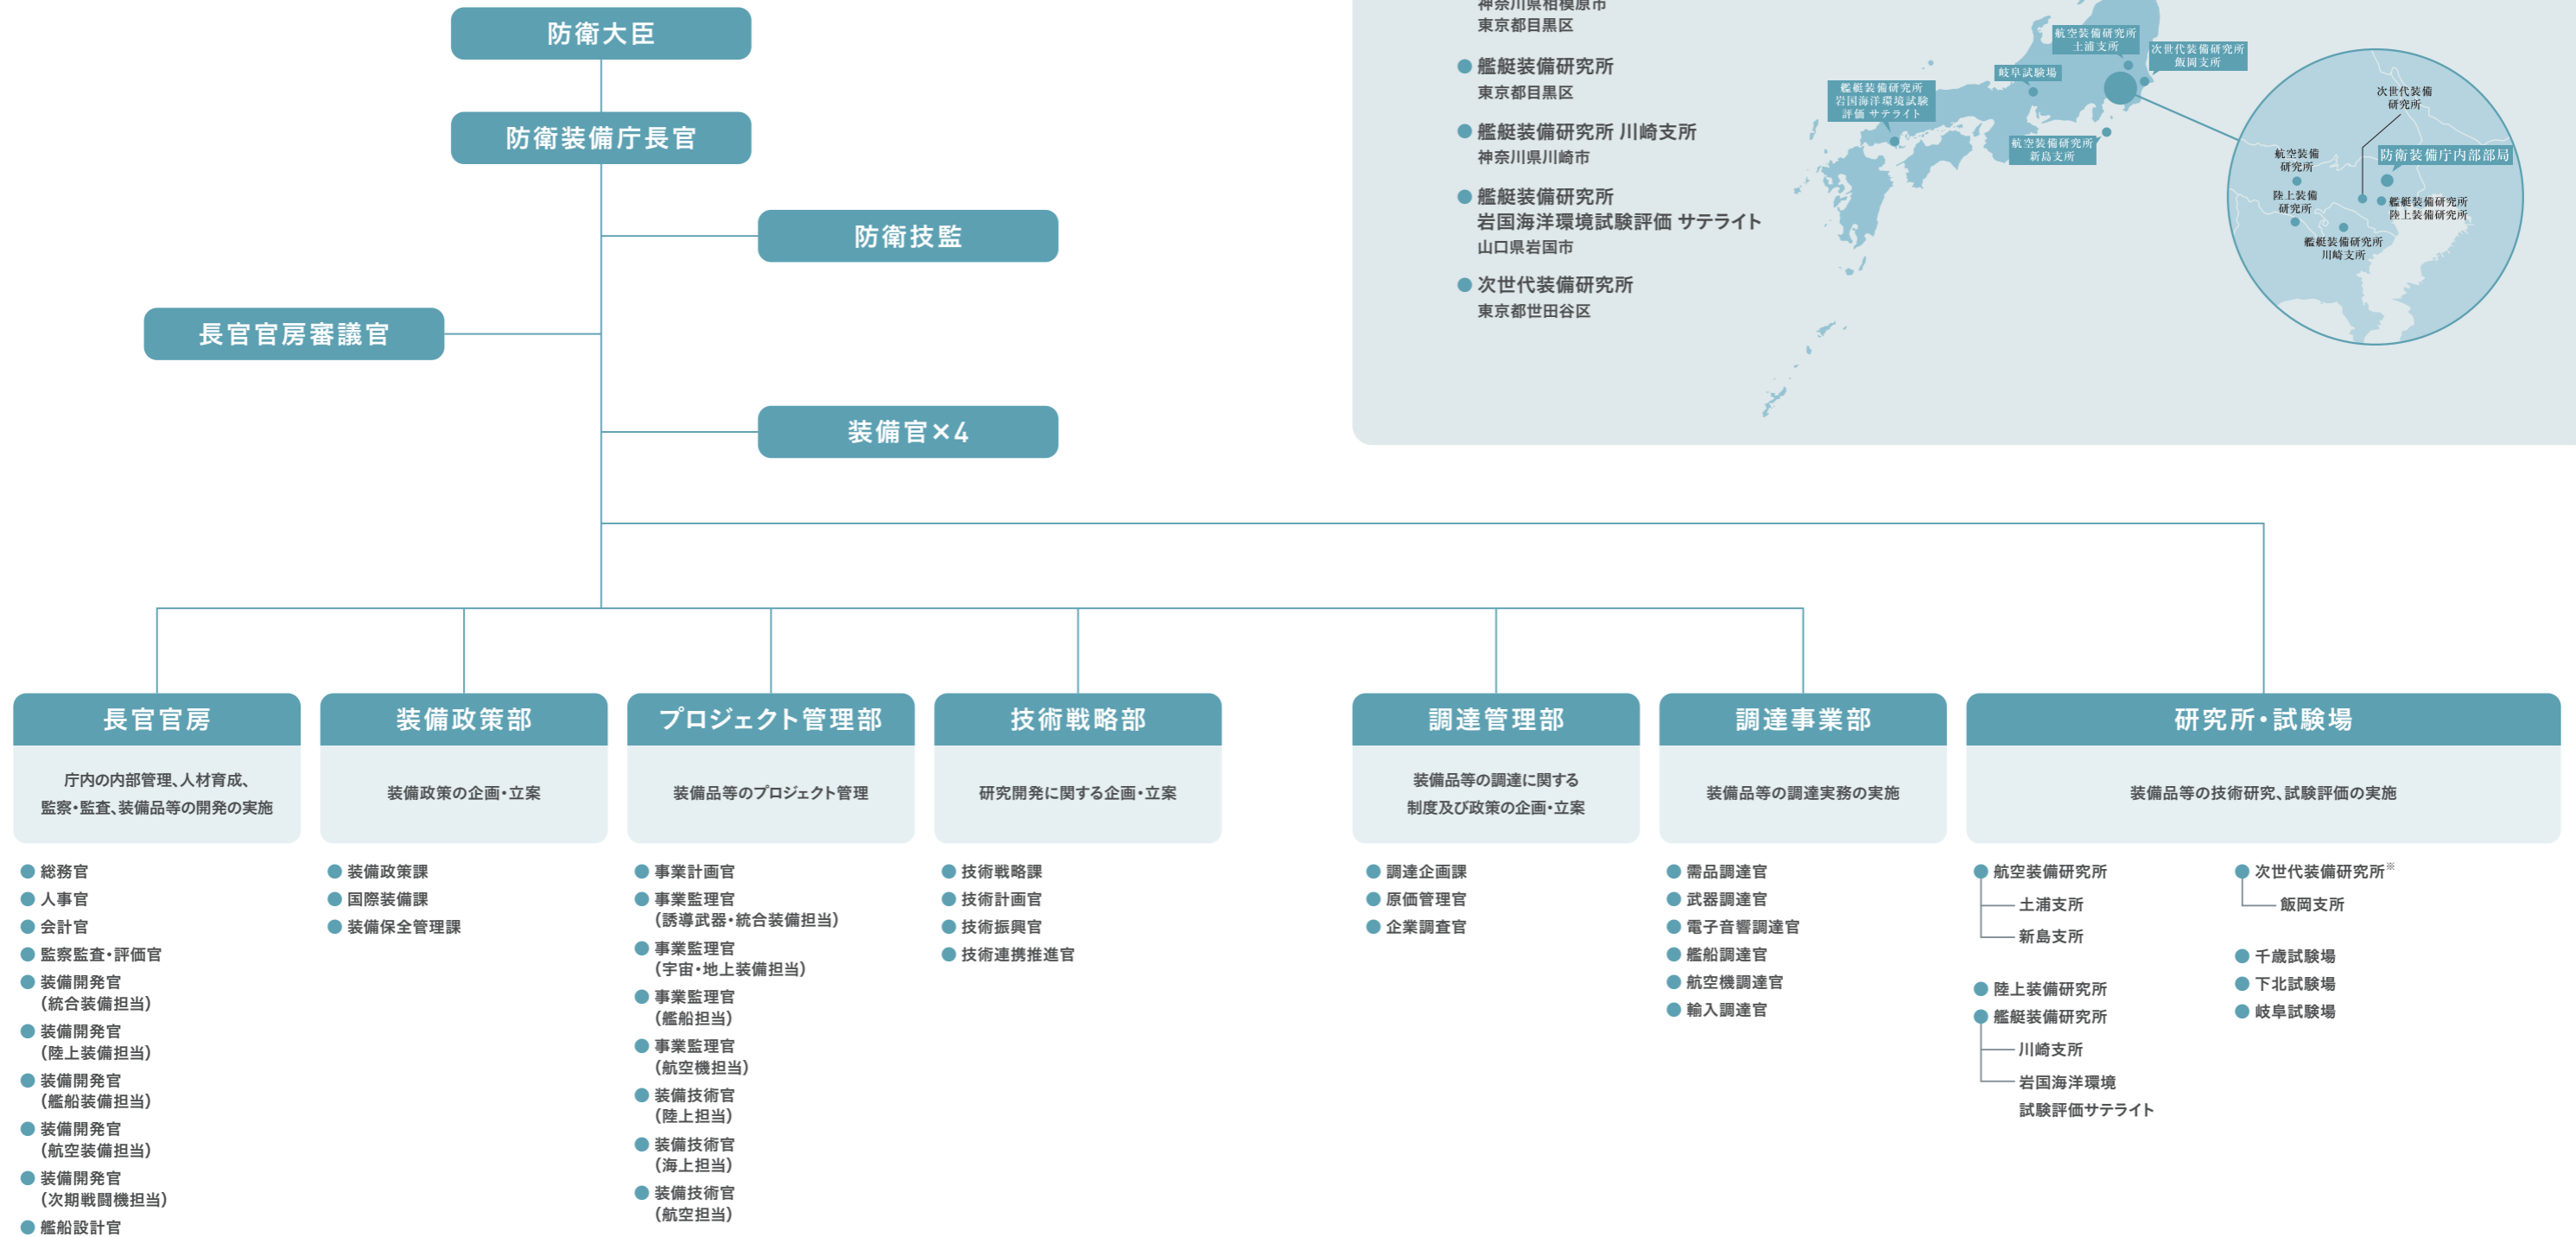 防衛大臣
防衛装備庁長官
防衛技監
長官官房審議官
装備官×4
神奈川県相模原市
東京都目黒区
艦艇装備研究所
東京都目黒区
艦艇装備研究所 川崎支所
神奈川県川崎市
艦艇装備研究所
岩国海洋環境試験評価 サテライト
山口県岩国市
次世代装備研究所
東京都世田谷区
航空装備研究所
土浦支所
次世代装備研究所
飯岡支所
岐阜試験場
艦艇装備研究所
岩国海洋環境試験
評価 サテライト
航空装備研究所
新島支所
次世代装備
研究所
防衛装備庁内部部局
航空装備
研究所
陸上装備
研究所
艦艇装備研究所
陸上装備研究所
艦艇装備研究所
川崎支所
長官官房
庁内の内部管理、人材育成、
監察・監査、装備品等の開発の実施
総務官
人事官
会計官
監察監査・評価官
装備開発官
(統合装備担当)
装備開発官
(陸上装備担当)
装備開発官
(艦船装備担当)
装備開発官
(航空装備担当)
装備開発官
(次期戦闘機担当)
艦船設計官
装備政策部
装備政策の企画・立案
装備政策課
国際装備課
装備保全管理課
プロジェクト管理部
装備品等のプロジェクト管理
事業計画官
事業監理官
(誘導武器・統合装備担当)
事業監理官
(宇宙・地上装備担当)
事業監理官
(艦船担当)
事業監理官
(航空機担当)
装備技術官
(陸上担当)
装備技術官
(海上担当)
装備技術官
(航空担当)
技術戦略部
研究開発に関する企画・立案
技術戦略課
技術計画官
技術振興官
技術連携推進官
調達管理部
装備品等の調達に関する
制度及び政策の企画・立案
調達企画課
原価管理官
企業調査官
調達事業部
装備品等の調達実務の実施
需品調達官
武器調達官
電子音響調達官
艦船調達官
航空機調達官
輸入調達官
研究所・試験場
装備品等の技術研究、試験評価の実施
航空装備研究所
土浦支所
新島支所
陸上装備研究所
艦艇装備研究所
川崎支所
岩国海洋環境
試験評価サテライト
次世代装備研究所※
飯岡支所
千歳試験場
下北試験場
岐阜試験場